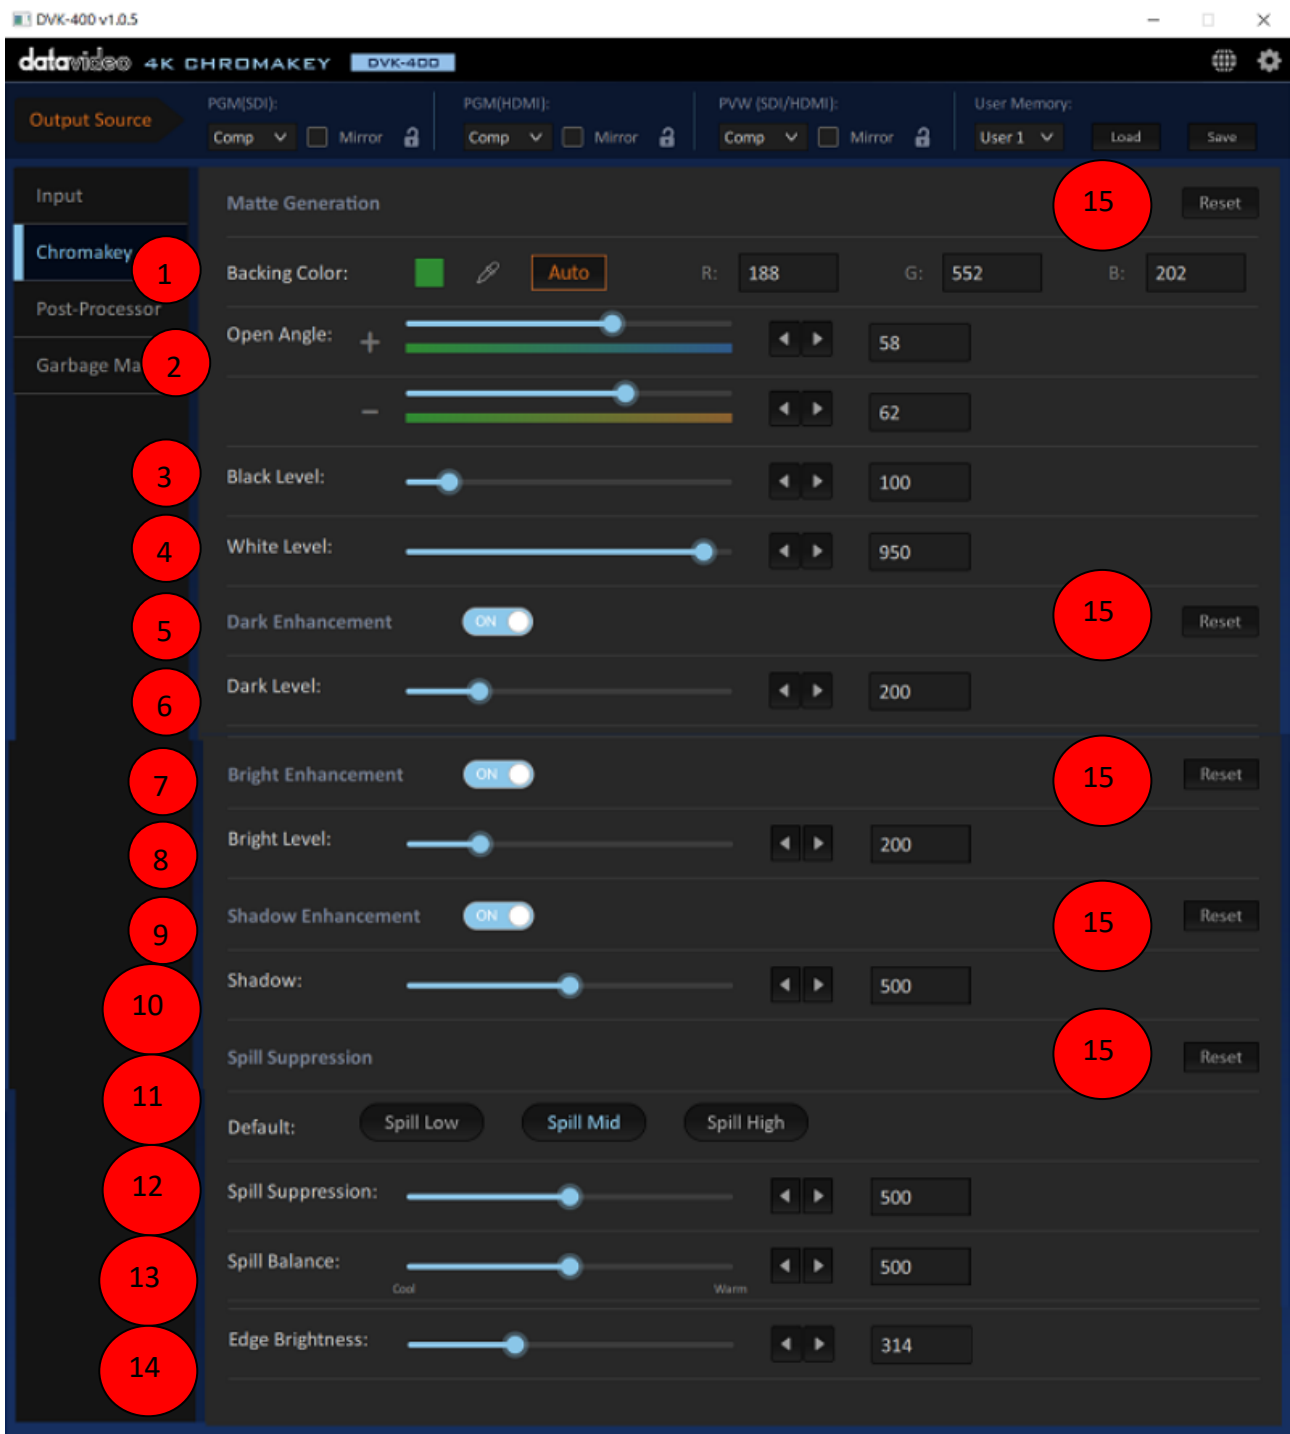 DVK-400 v1.0.5
datavideo 4K CHROMAKEY DVK-400
Output Source
PGM(SDI): PGM(HDMI): PVW (SDI/HDMI): User Memory:
Comp Mirror Comp Mirror Comp Mirror User 1 Load Save
Input
Chromakey
Post-Processor
Garbage Ma
Matte Generation 15 Reset
1 Backing Color: Auto R: 188 G: 552 B: 202
2 Open Angle: + 58
− 62
3 Black Level: 100
4 White Level: 950
5 Dark Enhancement ON 15 Reset
6 Dark Level: 200
7 Bright Enhancement ON 15 Reset
8 Bright Level: 200
9 Shadow Enhancement ON 15 Reset
10 Shadow: 500
Spill Suppression 15 Reset
11 Default: Spill Low Spill Mid Spill High
12 Spill Suppression: 500
13 Spill Balance: 500
Cool Warm
14 Edge Brightness: 314